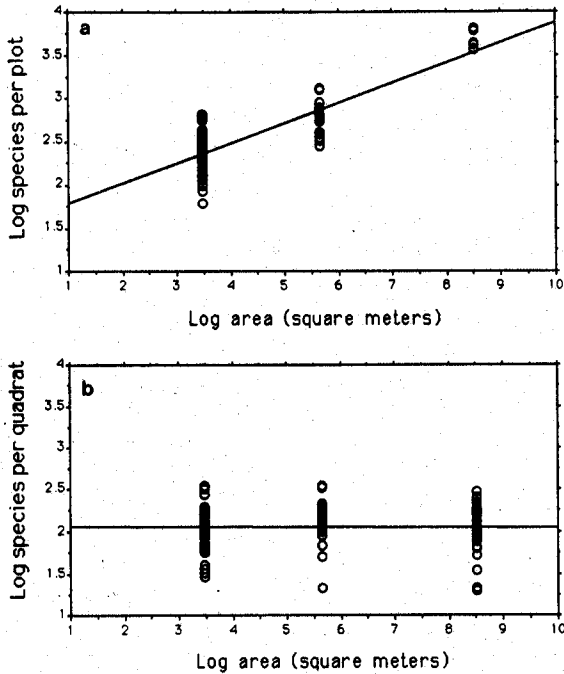 a
Log species per plot
4
3.5
3
2.5
2
1.5
1
1 2 3 4 5 6 7 8 9 10
Log area (square meters)
b
Log species per quadrat
4
3.5
3
2.5
2
1.5
1
1 2 3 4 5 6 7 8 9 10
Log area (square meters)